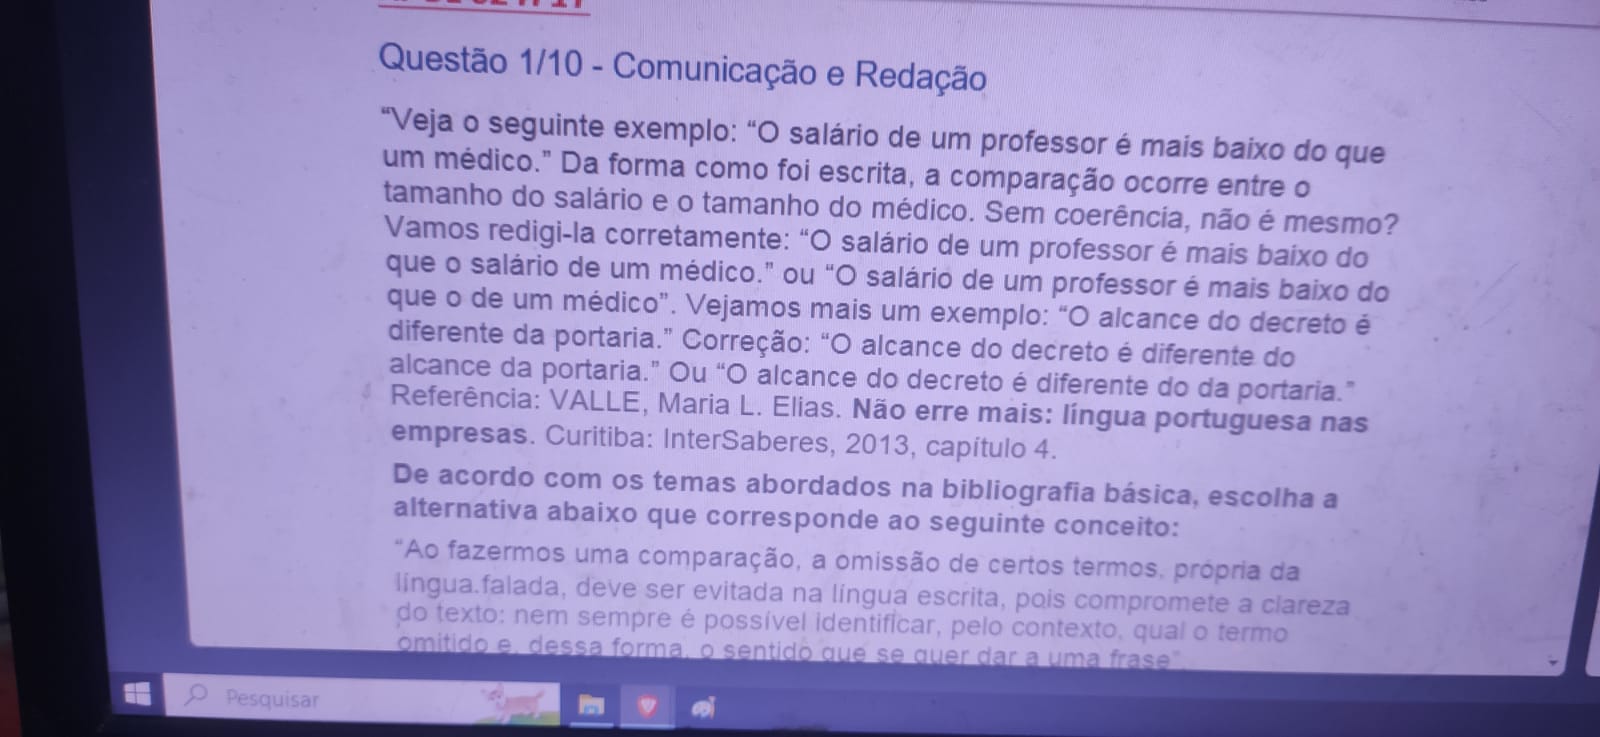 Questão 1/10 - Comunicação e Redação
“Veja o seguinte exemplo: “O salário de um professor é mais baixo do que
um médico.” Da forma como foi escrita, a comparação ocorre entre o
tamanho do salário e o tamanho do médico. Sem coerência, não é mesmo?
Vamos redigi-la corretamente: “O salário de um professor é mais baixo do
que o salário de um médico.” ou “O salário de um professor é mais baixo do
que o de um médico”. Vejamos mais um exemplo: “O alcance do decreto é
diferente da portaria.” Correção: “O alcance do decreto é diferente do
alcance da portaria.” Ou “O alcance do decreto é diferente do da portaria.”
Referência: VALLE, Maria L. Elias. Não erre mais: língua portuguesa nas
empresas. Curitiba: InterSaberes, 2013, capítulo 4.
De acordo com os temas abordados na bibliografia básica, escolha a
alternativa abaixo que corresponde ao seguinte conceito:
“Ao fazermos uma comparação, a omissão de certos termos, própria da
língua.falada, deve ser evitada na língua escrita, pois compromete a clareza
do texto: nem sempre é possível identificar, pelo contexto, qual o termo
omitido e, dessa forma, o sentido que se quer dar a uma frase”.
Pesquisar